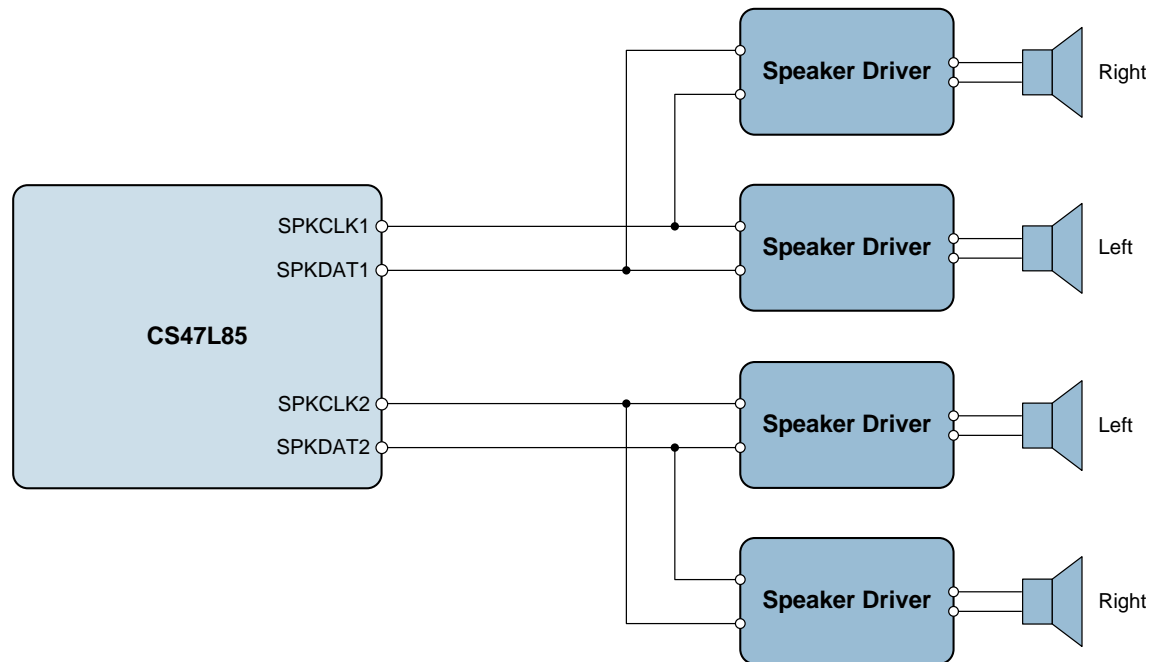 Speaker Driver
Right
SPKCLK1
Speaker Driver
Left
SPKDAT1
CS47L85
SPKCLK2
Speaker Driver
Left
SPKDAT2
Speaker Driver
Right